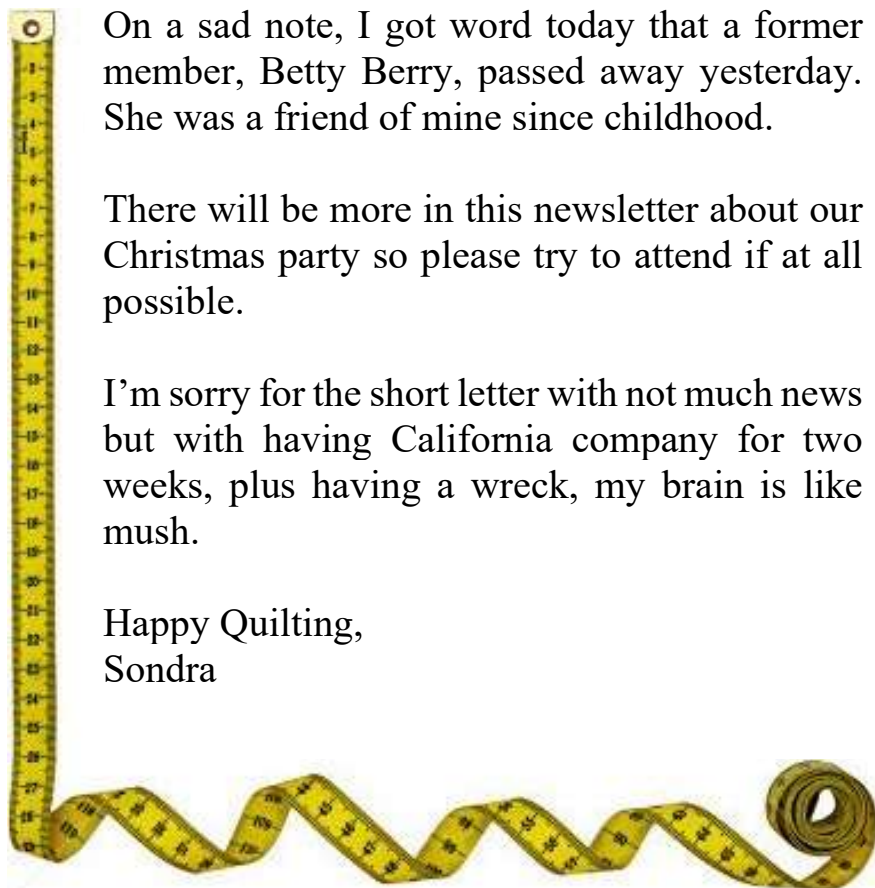 On a sad note, I got word today that a former
member, Betty Berry, passed away yesterday.
She was a friend of mine since childhood.
There will be more in this newsletter about our
Christmas party so please try to attend if at all
possible.
I’m sorry for the short letter with not much news
but with having California company for two
weeks, plus having a wreck, my brain is like
mush.
Happy Quilting,
Sondra